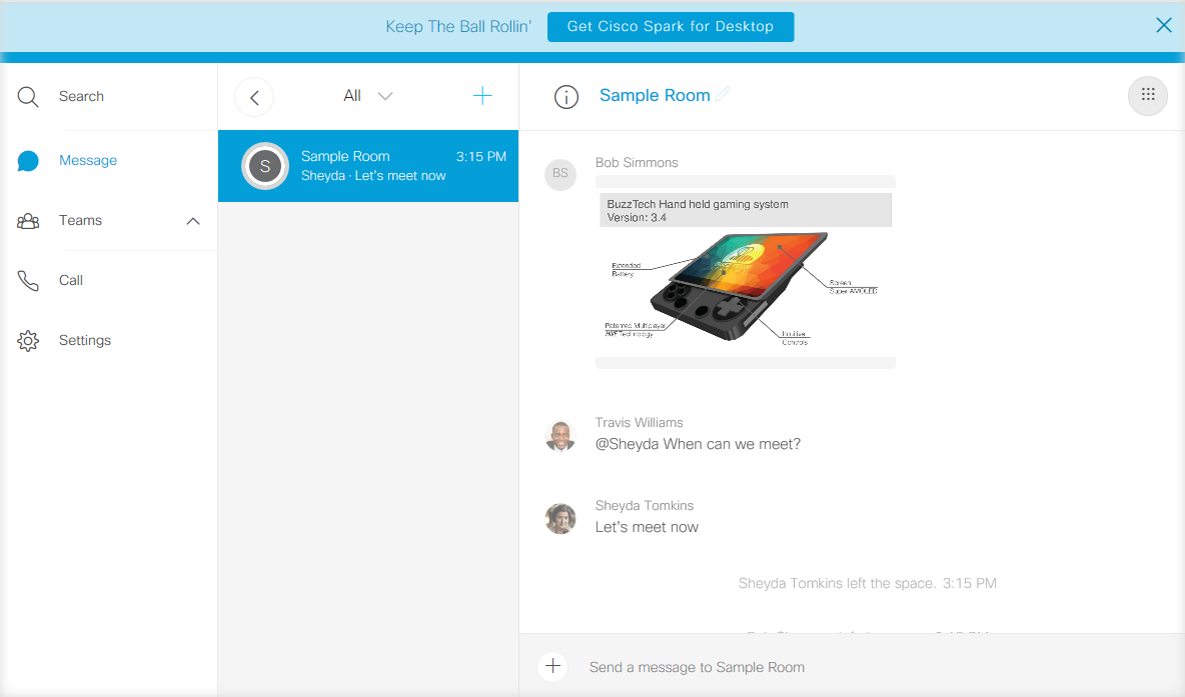 Keep The Ball Rollin'
Get Cisco Spark for Desktop
Search
Message
Teams
Call
Settings
All
S
Sample Room
3:15 PM
Sheyda · Let's meet now
Sample Room
BS
Bob Simmons
BuzzTech Hand held gaming system
Version: 3.4
Extended
Battery
Screen
Super AMOLED
Patented Multiplayer
Technology
Intuitive
Controls
Travis Williams
@Sheyda When can we meet?
Sheyda Tomkins
Let's meet now
Sheyda Tomkins left the space. 3:15 PM
Send a message to Sample Room